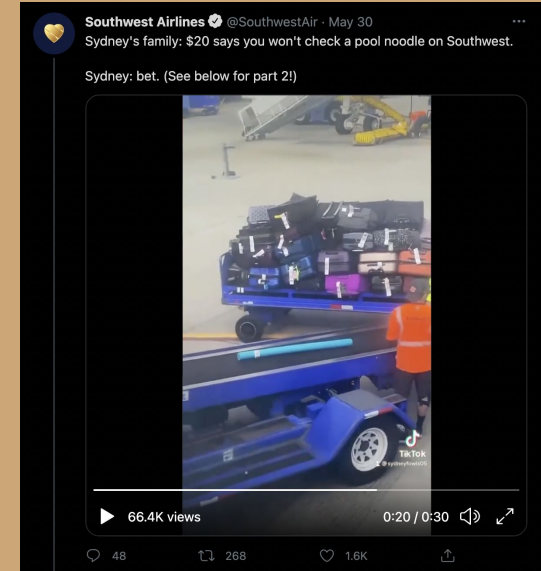 Southwest Airlines @SouthwestAir · May 30
Sydney's family: $20 says you won't check a pool noodle on Southwest.
Sydney: bet. (See below for part 2!)
TikTok
@sydneyfowls05
66.4K views
0:20 / 0:30
48
268
1.6K